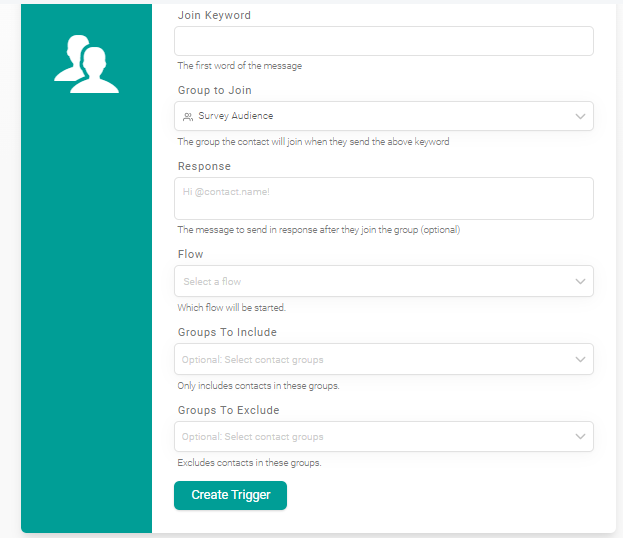 Join Keyword
The first word of the message
Group to Join
Survey Audience
The group the contact will join when they send the above keyword
Response
Hi @contact.name!
The message to send in response after they join the group (optional)
Flow
Select a flow
Which flow will be started.
Groups To Include
Optional: Select contact groups
Only includes contacts in these groups.
Groups To Exclude
Optional: Select contact groups
Excludes contacts in these groups.
Create Trigger